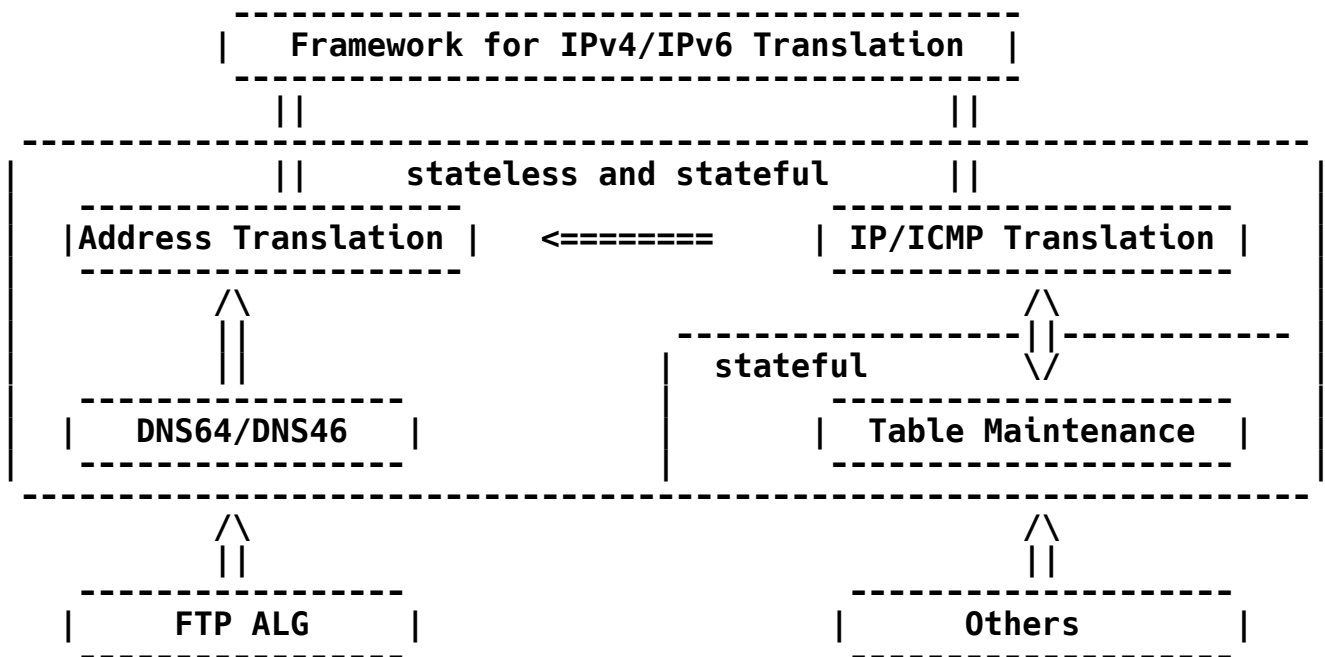 Framework for IPv4/IPv6 Translation
stateless and stateful
Address Translation <======== IP/ICMP Translation
stateful
DNS64/DNS46 Table Maintenance
FTP ALG Others